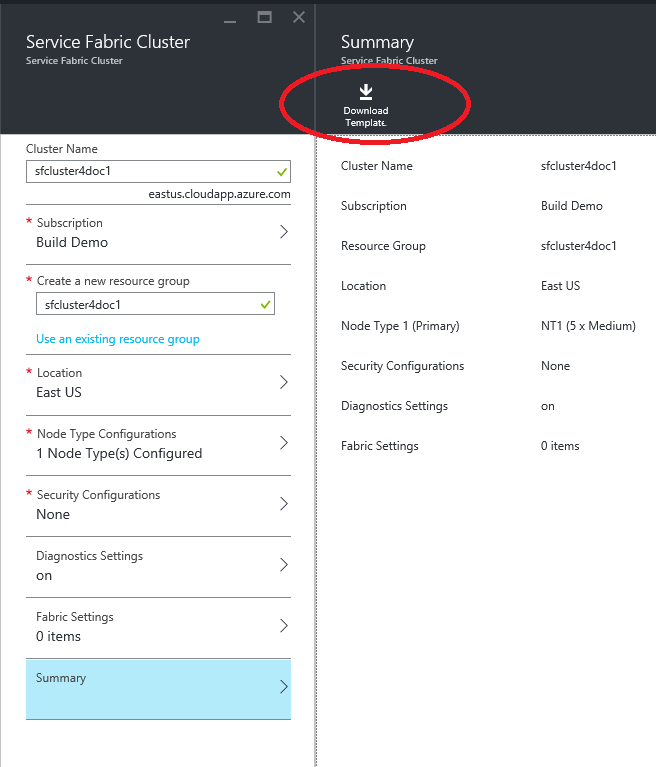 Service Fabric Cluster
Service Fabric Cluster
Cluster Name
sfcluster4doc1
eastus.cloudapp.azure.com
* Subscription
Build Demo
* Create a new resource group
sfcluster4doc1
Use an existing resource group
* Location
East US
* Node Type Configurations
1 Node Type(s) Configured
* Security Configurations
None
Diagnostics Settings
on
Fabric Settings
0 items
Summary
Summary
Service Fabric Cluster
Download
Template
Cluster Name sfcluster4doc1
Subscription Build Demo
Resource Group sfcluster4doc1
Location East US
Node Type 1 (Primary) NT1 (5 x Medium)
Security Configurations None
Diagnostics Settings on
Fabric Settings 0 items